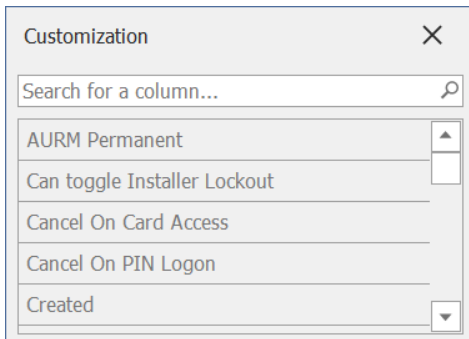 Customization
Search for a column...
AURM Permanent
Can toggle Installer Lockout
Cancel On Card Access
Cancel On PIN Logon
Created